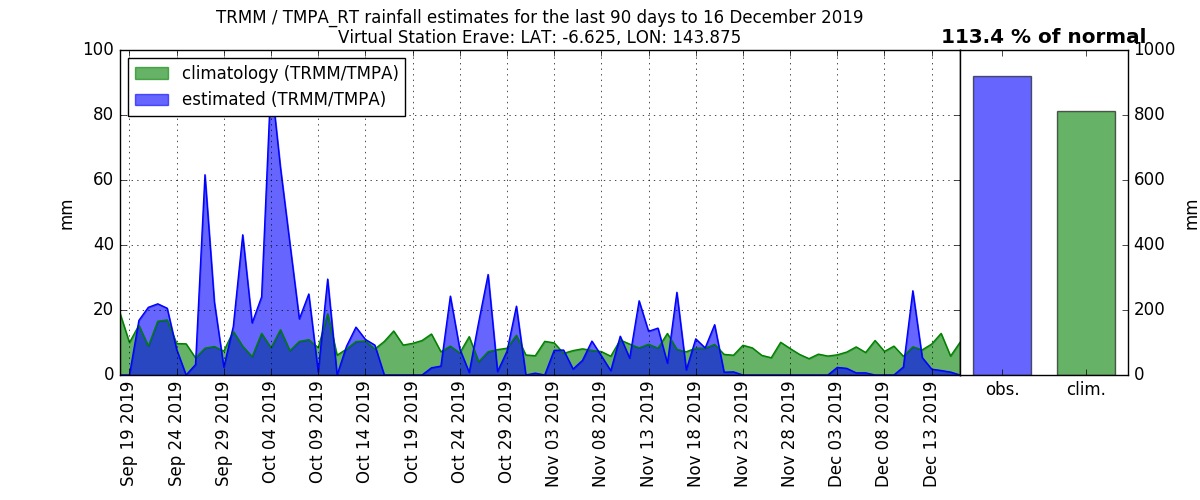 TRMM / TMPA_RT rainfall estimates for the last 90 days to 16 December 2019
Virtual Station Erave: LAT: -6.625, LON: 143.875
113.4 % of normal
climatology (TRMM/TMPA)
estimated (TRMM/TMPA)
mm
100
80
60
40
20
0
Sep 19 2019
Sep 24 2019
Sep 29 2019
Oct 04 2019
Oct 09 2019
Oct 14 2019
Oct 19 2019
Oct 24 2019
Oct 29 2019
Nov 03 2019
Nov 08 2019
Nov 13 2019
Nov 18 2019
Nov 23 2019
Nov 28 2019
Dec 03 2019
Dec 08 2019
Dec 13 2019
obs.
clim.
1000
800
600
400
200
0
mm